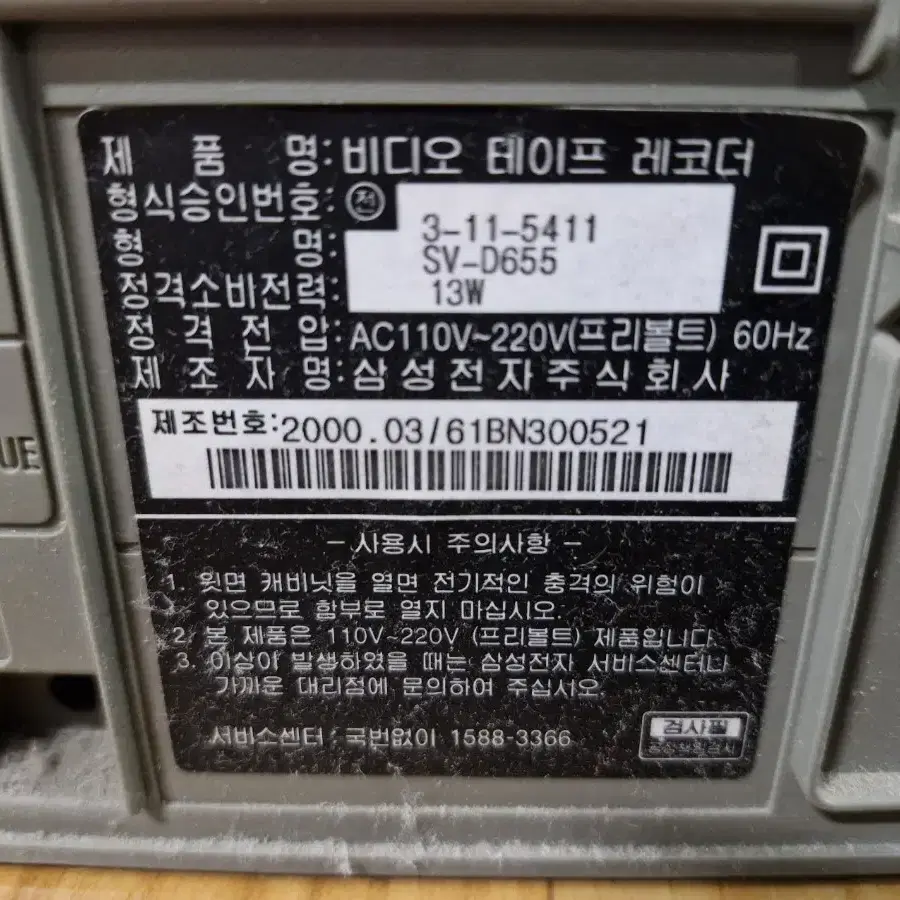 제 품 명: 비디오 테이프 레코더
형식승인번호: 전 3-11-5411
형 명: SV-D655
정격소비전력: 13W
정 격 전 압: AC110V~220V(프리볼트) 60Hz
제 조 자 명: 삼성전자주식회사
제조번호: 2000.03/61BN300521
UE
- 사용시 주의사항 -
1. 윗면 캐비닛을 열면 전기적인 충격의 위험이
있으므로 함부로 열지 마십시오.
2. 본 제품은 110V~220V (프리볼트) 제품입니다
3. 이상이 발생하였을 때는 삼성전자 서비스센터나
가까운 대리점에 문의하여 주십시오.
서비스센터 : 국번없이 1588-3366
검사필